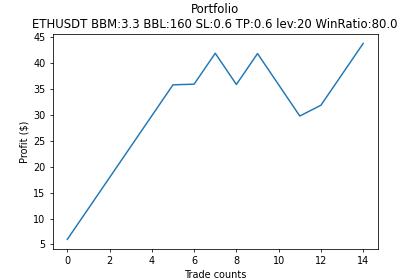 Portfolio
ETHUSDT BBM:3.3 BBL:160 SL:0.6 TP:0.6 lev:20 WinRatio:80.0
45
40
35
30
25
20
15
10
5
Profit ($)
0 2 4 6 8 10 12 14
Trade counts